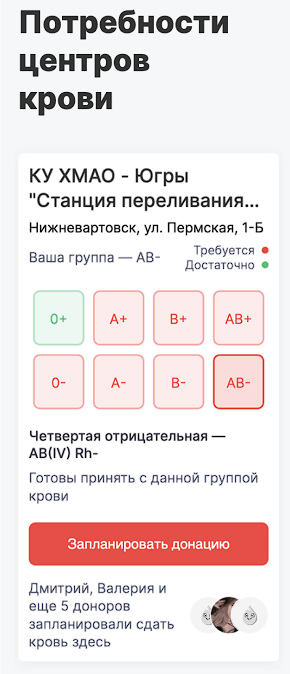 Потребности
центров
крови
КУ ХМАО - Югры
"Станция переливания...
Нижневартовск, ул. Пермская, 1-Б
Ваша группа — AB-
Требуется
Достаточно
0+ A+ B+ AB+
0- A- B- AB-
Четвертая отрицательная —
AB(IV) Rh-
Готовы принять с данной группой
крови
Запланировать донацию
Дмитрий, Валерия и
еще 5 доноров
запланировали сдать
кровь здесь